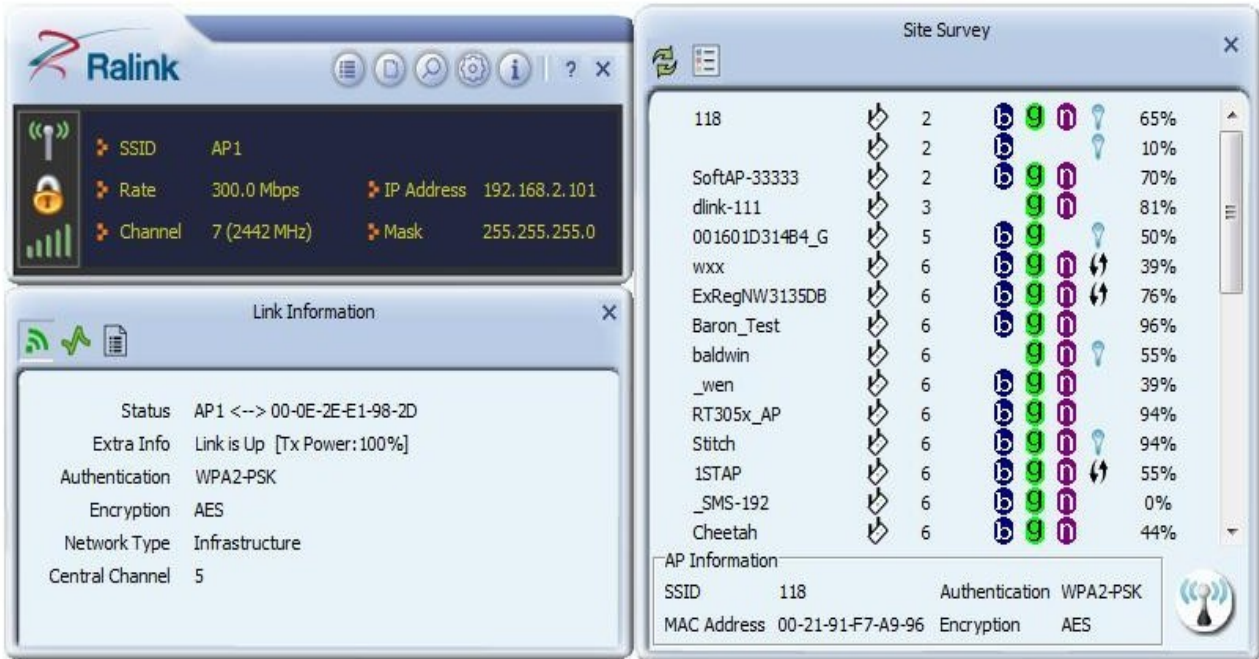 Ralink
? ×
SSID AP1
Rate 300.0 Mbps IP Address 192.168.2.101
Channel 7 (2442 MHz) Mask 255.255.255.0
Link Information
Status AP1 <--> 00-0E-2E-E1-98-2D
Extra Info Link is Up [Tx Power:100%]
Authentication WPA2-PSK
Encryption AES
Network Type Infrastructure
Central Channel 5
Site Survey
118 2 b g n 65%
2 b 10%
SoftAP-33333 2 b g n 70%
dlink-111 3 g n 81%
001601D314B4_G 5 b g 50%
wxx 6 b g n 39%
ExRegNW3135DB 6 b g n 76%
Baron_Test 6 b g n 96%
baldwin 6 g n 55%
_wen 6 b g n 39%
RT305x_AP 6 b g n 94%
Stitch 6 b g n 94%
1STAP 6 b g n 55%
_SMS-192 6 b g n 0%
Cheetah 6 b g n 44%
AP Information
SSID 118 Authentication WPA2-PSK
MAC Address 00-21-91-F7-A9-96 Encryption AES